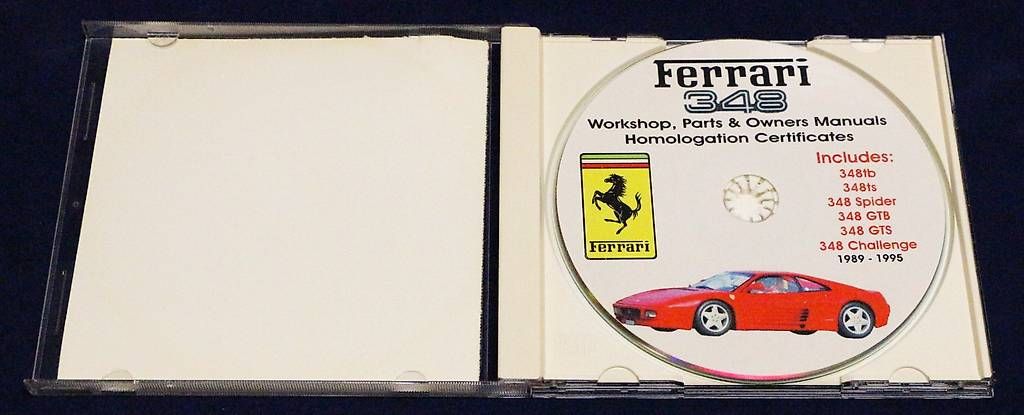 Ferrari
348
Workshop, Parts & Owners Manuals
Homologation Certificates
Includes:
348tb
348ts
348 Spider
348 GTB
348 GTS
348 Challenge
1989 - 1995
Ferrari